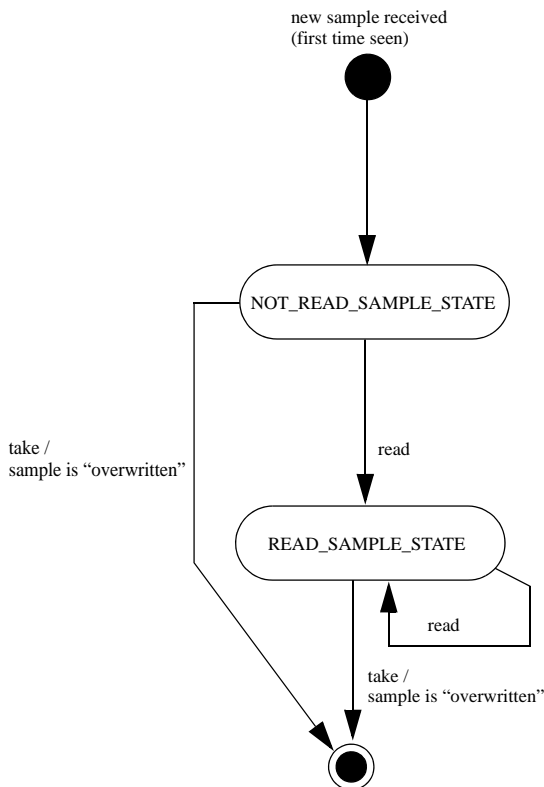 new sample received
(first time seen)
NOT_READ_SAMPLE_STATE
take /
sample is “overwritten”
read
READ_SAMPLE_STATE
read
take /
sample is “overwritten”